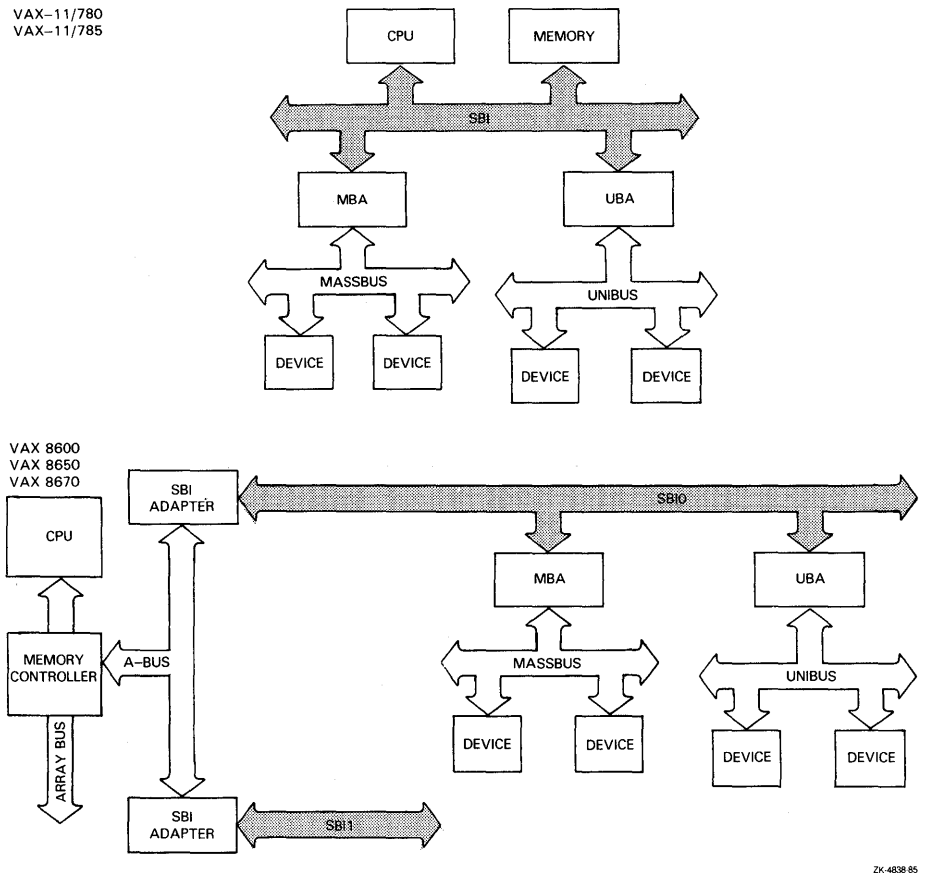 VAX-11/780
VAX-11/785
CPU
MEMORY
SBI
MBA
UBA
MASSBUS
UNIBUS
DEVICE
DEVICE
DEVICE
DEVICE
VAX 8600
VAX 8650
VAX 8670
CPU
SBI
ADAPTER
SBI0
MBA
UBA
MEMORY
CONTROLLER
A-BUS
MASSBUS
UNIBUS
ARRAY BUS
DEVICE
DEVICE
DEVICE
DEVICE
SBI
ADAPTER
SBI1
ZK-4838-85